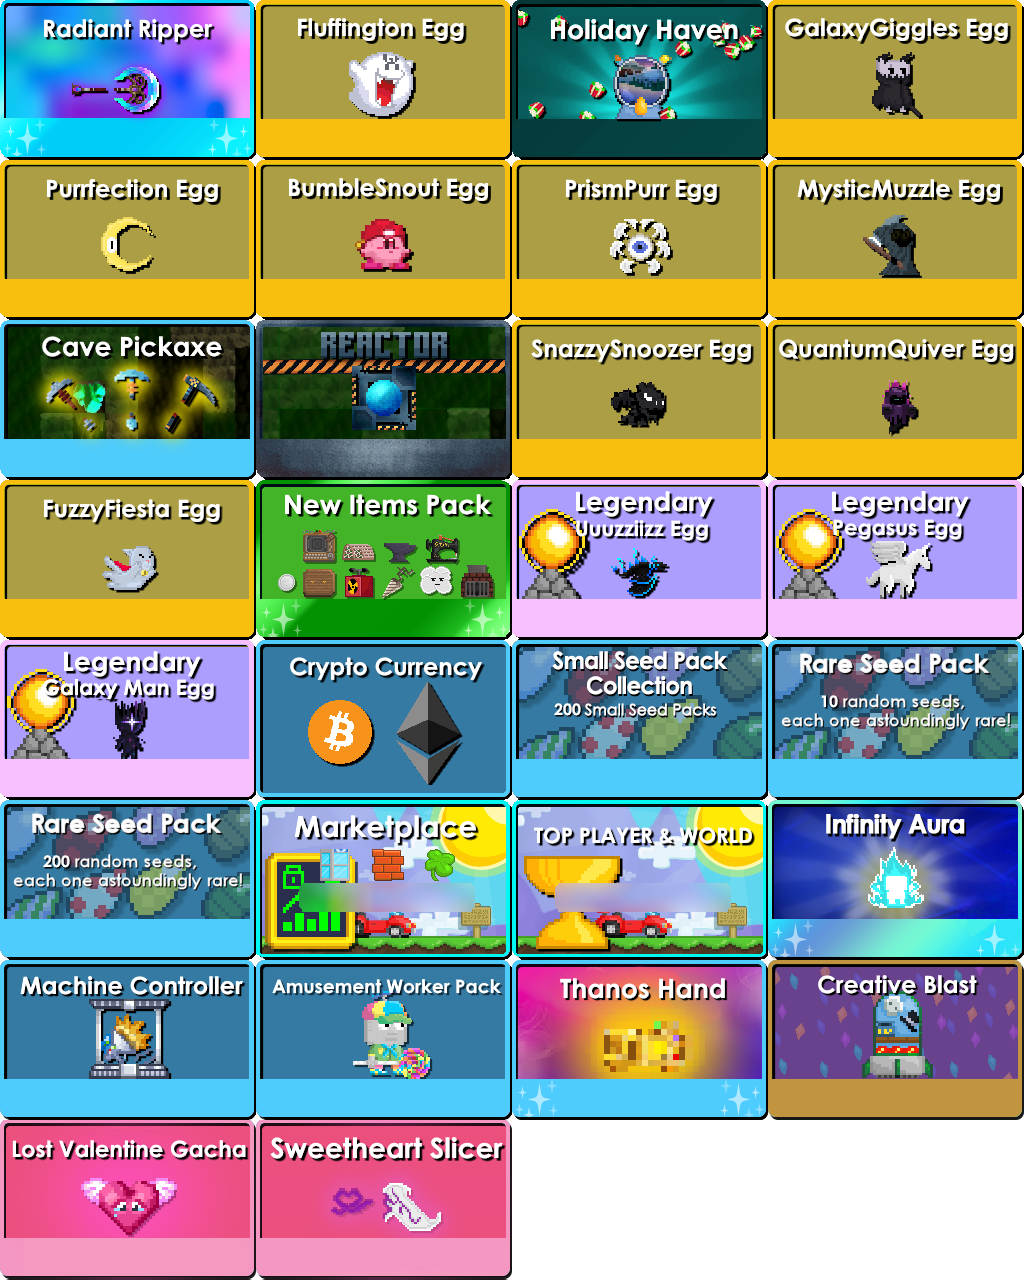 Radiant Ripper
Fluffington Egg
Holiday Haven
GalaxyGiggles Egg
Purrfection Egg
BumbleSnout Egg
PrismPurr Egg
MysticMuzzle Egg
Cave Pickaxe
REACTOR
SnazzySnoozer Egg
QuantumQuiver Egg
FuzzyFiesta Egg
New Items Pack
Legendary
Uuuzziizz Egg
Legendary
Pegasus Egg
Legendary
Galaxy Man Egg
Crypto Currency
Small Seed Pack
Collection
200 Small Seed Packs
Rare Seed Pack
10 random seeds,
each one astoundingly rare!
Rare Seed Pack
200 random seeds,
each one astoundingly rare!
Marketplace
TOP PLAYER & WORLD
Infinity Aura
Machine Controller
Amusement Worker Pack
Thanos Hand
Creative Blast
Lost Valentine Gacha
Sweetheart Slicer